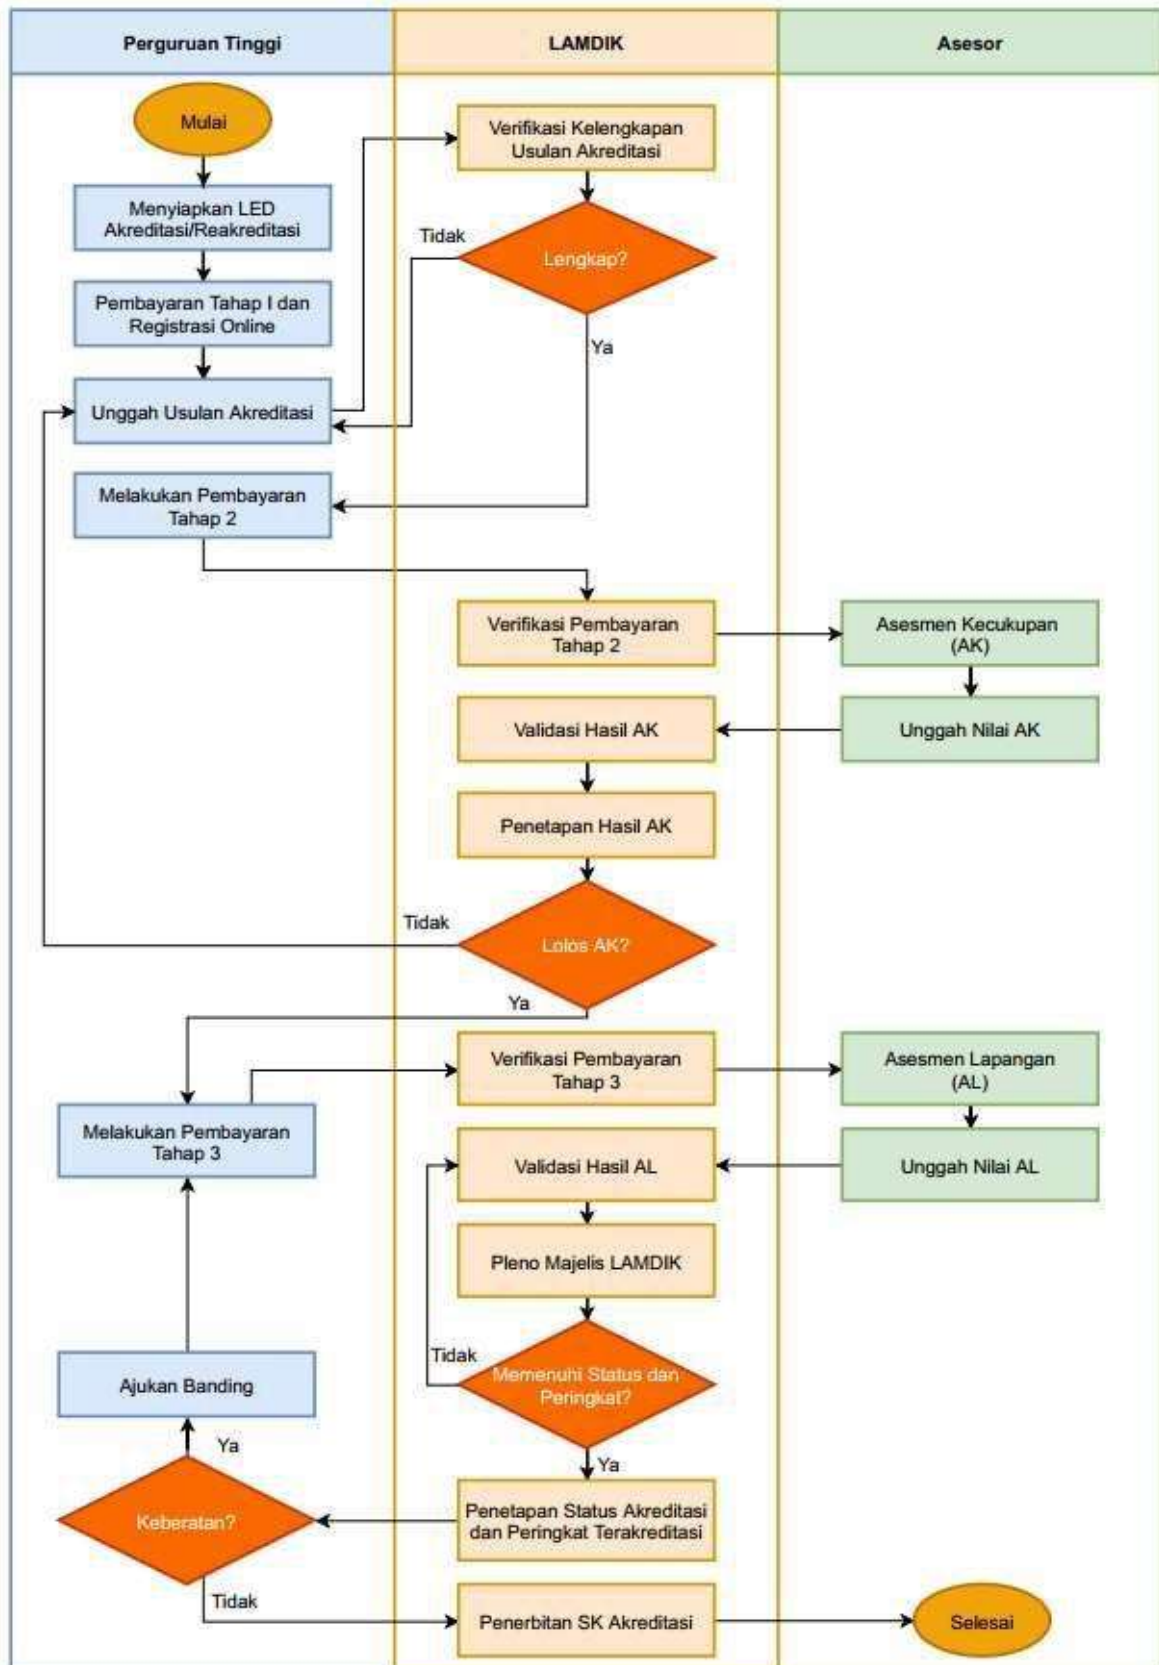 Perguruan Tinggi
LAMDIK
Asesor
Mulai
Verifikasi Kelengkapan
Usulan Akreditasi
Menyiapkan LED
Akreditasi/Reakreditasi
Tidak
Lengkap?
Pembayaran Tahap I dan
Registrasi Online
Ya
Unggah Usulan Akreditasi
Melakukan Pembayaran
Tahap 2
Verifikasi Pembayaran
Tahap 2
Asesmen Kecukupan
(AK)
Validasi Hasil AK
Unggah Nilai AK
Penetapan Hasil AK
Tidak
Lolos AK?
Ya
Verifikasi Pembayaran
Tahap 3
Asesmen Lapangan
(AL)
Melakukan Pembayaran
Tahap 3
Validasi Hasil AL
Unggah Nilai AL
Pleno Majelis LAMDIK
Tidak
Memenuhi Status dan
Peringkat?
Ajukan Banding
Ya
Ya
Keberatan?
Penetapan Status Akreditasi
dan Peringkat Terakreditasi
Tidak
Penerbitan SK Akreditasi
Selesai